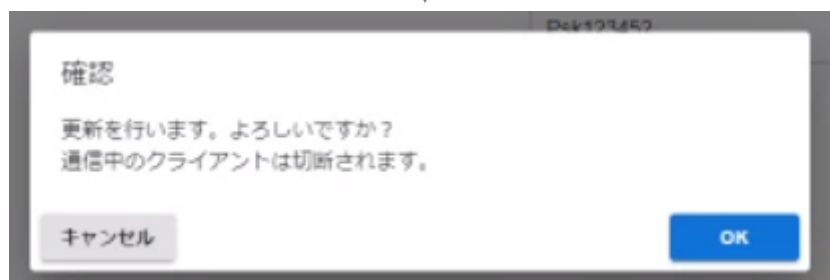 Psk123452
確認
更新を行います。よろしいですか？
通信中のクライアントは切断されます。
キャンセル
OK